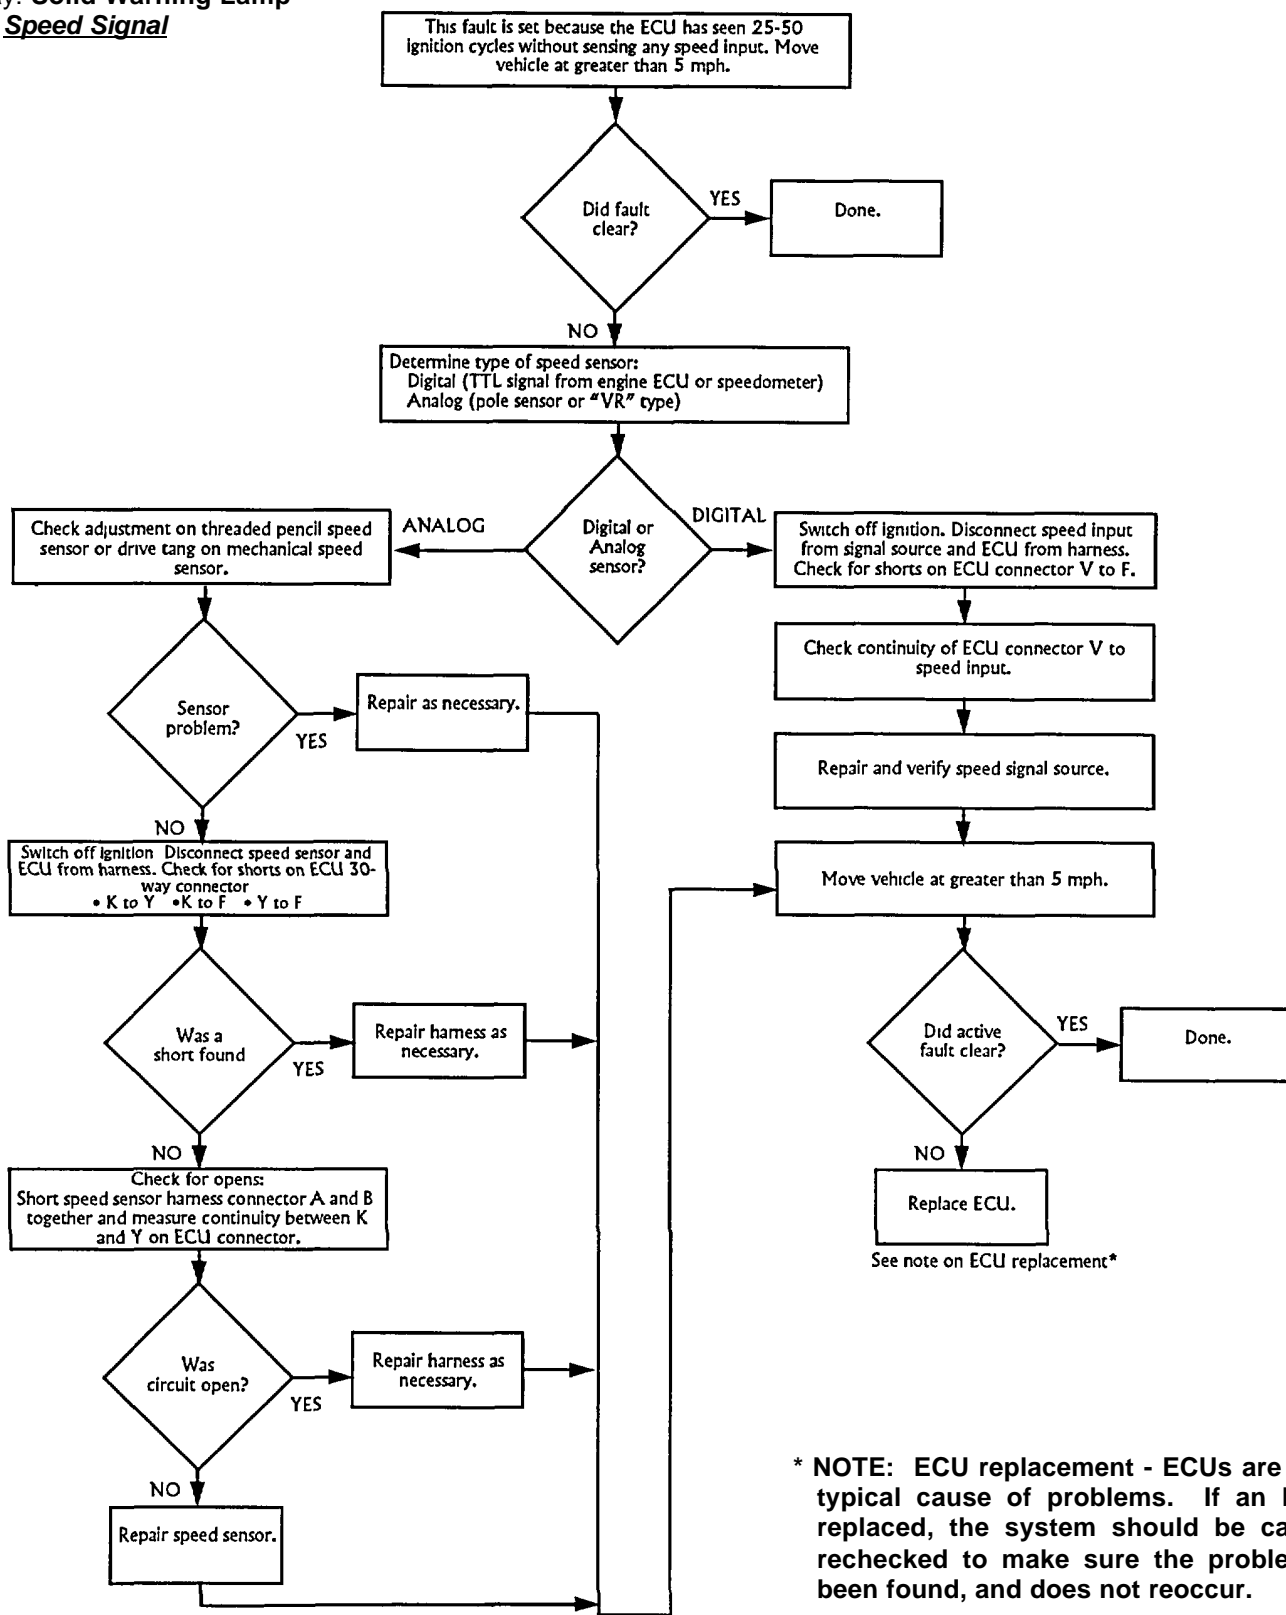 Solid Warning Lamp
Speed Signal
This fault is set because the ECU has seen 25-50
ignition cycles without sensing any speed input. Move
vehicle at greater than 5 mph.
Did fault
clear?
YES
Done.
NO
Determine type of speed sensor:
Digital (TTL signal from engine ECU or speedometer)
Analog (pole sensor or "VR" type)
Digital or
Analog
sensor?
ANALOG
DIGITAL
Check adjustment on threaded pencil speed
sensor or drive tang on mechanical speed
sensor.
Sensor
problem?
YES
Repair as necessary.
NO
Switch off ignition Disconnect speed sensor and
ECU from harness. Check for shorts on ECU 30-
way connector
• K to Y •K to F • Y to F
Was a
short found
YES
Repair harness as
necessary.
NO
Check for opens:
Short speed sensor harness connector A and B
together and measure continuity between K
and Y on ECU connector.
Was
circuit open?
YES
Repair harness as
necessary.
NO
Repair speed sensor.
Switch off ignition. Disconnect speed input
from signal source and ECU from harness.
Check for shorts on ECU connector V to F.
Check continuity of ECU connector V to
speed input.
Repair and verify speed signal source.
Move vehicle at greater than 5 mph.
Did active
fault clear?
YES
Done.
NO
Replace ECU.
See note on ECU replacement*
* NOTE: ECU replacement - ECUs are
typical cause of problems. If an
replaced, the system should be
rechecked to make sure the
been found, and does not reoccur.